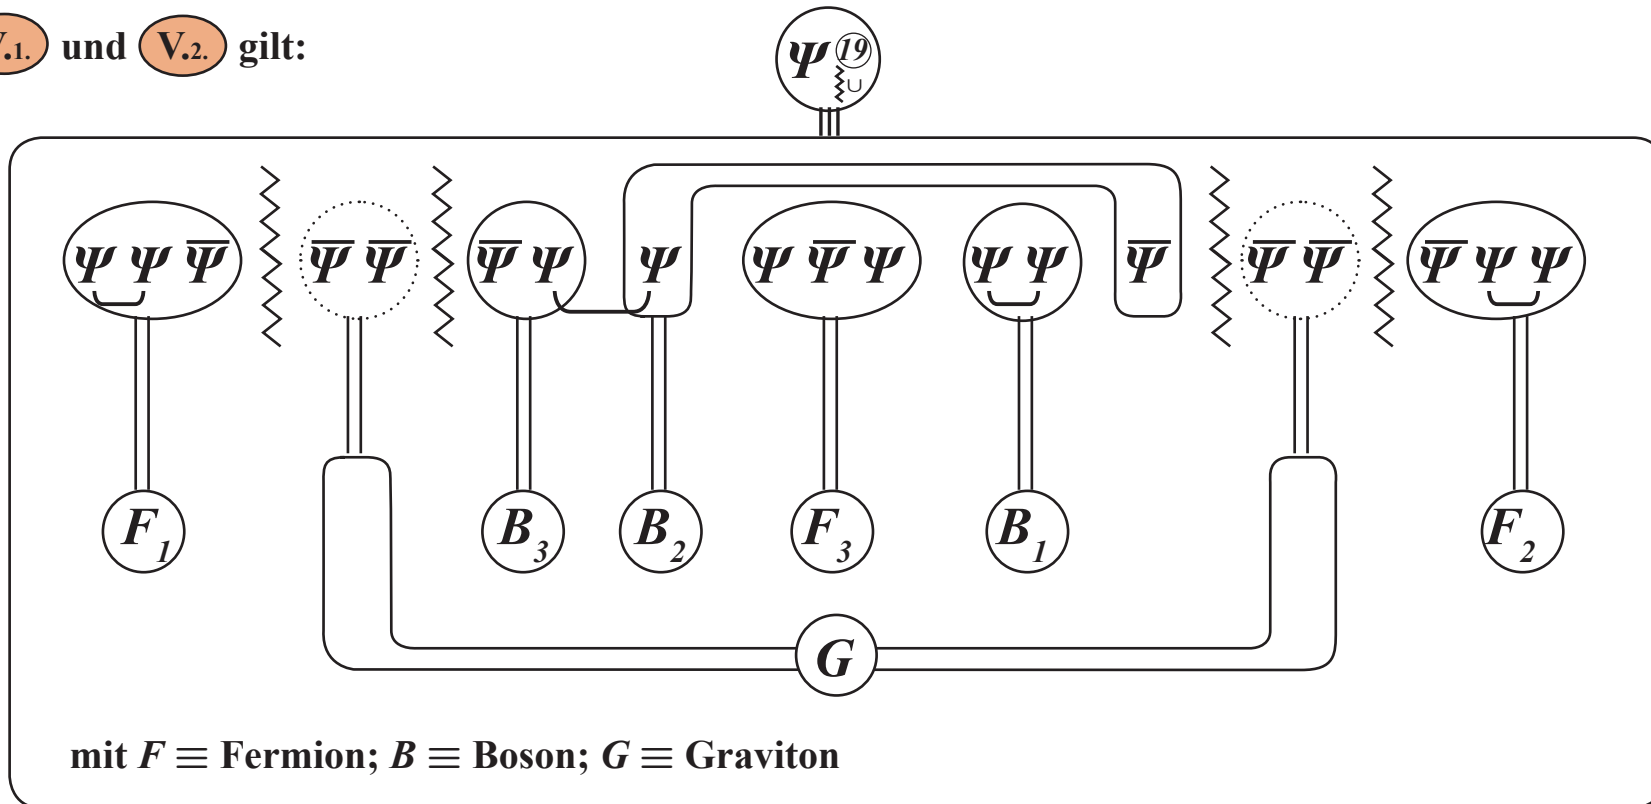 V.1. und V.2. gilt:
Ψ 19
∪
Ψ Ψ Ψ̅ Ψ̅ Ψ̅ Ψ̅ Ψ Ψ Ψ Ψ̅ Ψ Ψ Ψ Ψ̅ Ψ̅ Ψ̅ Ψ̅ Ψ Ψ
F1 B3 B2 F3 B1 F2
G
mit F ≡ Fermion; B ≡ Boson; G ≡ Graviton